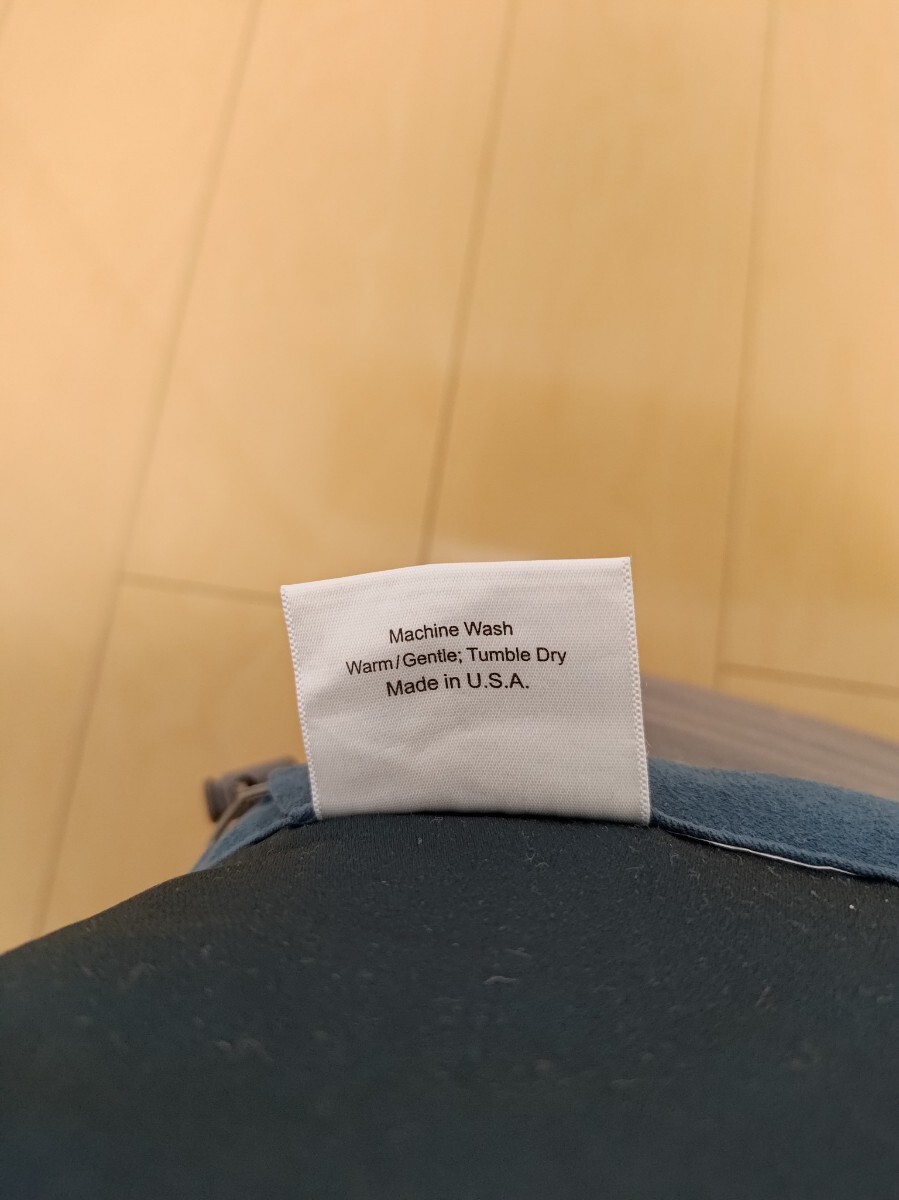 Machine Wash
Warm/Gentle; Tumble Dry
Made in U.S.A.